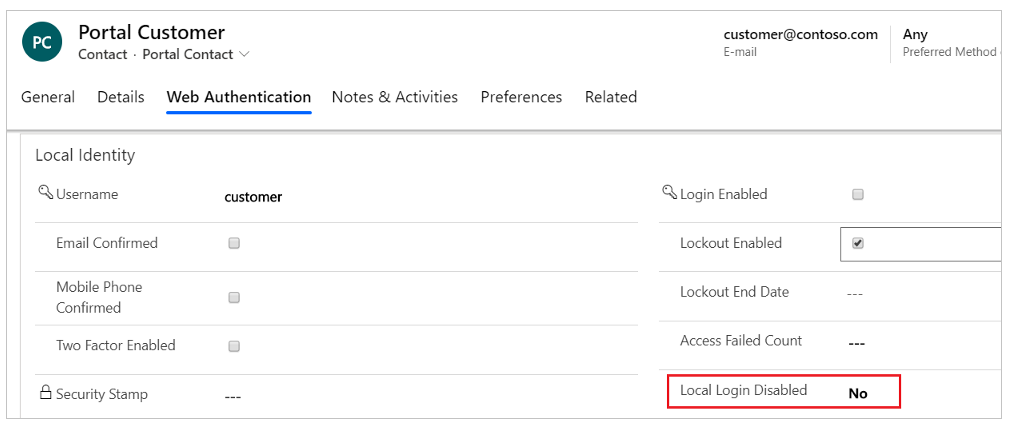 PC
Portal Customer
Contact · Portal Contact
customer@contoso.com
E-mail
Any
Preferred Method
General Details Web Authentication Notes & Activities Preferences Related
Local Identity
Username customer
Login Enabled
Email Confirmed
Lockout Enabled
Mobile Phone
Confirmed
Lockout End Date ---
Two Factor Enabled
Access Failed Count ---
Security Stamp ---
Local Login Disabled No